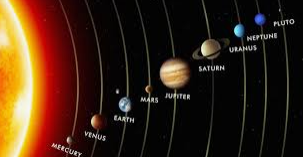 MERCURY
VENUS
EARTH
MARS
JUPITER
SATURN
URANUS
NEPTUNE
PLUTO